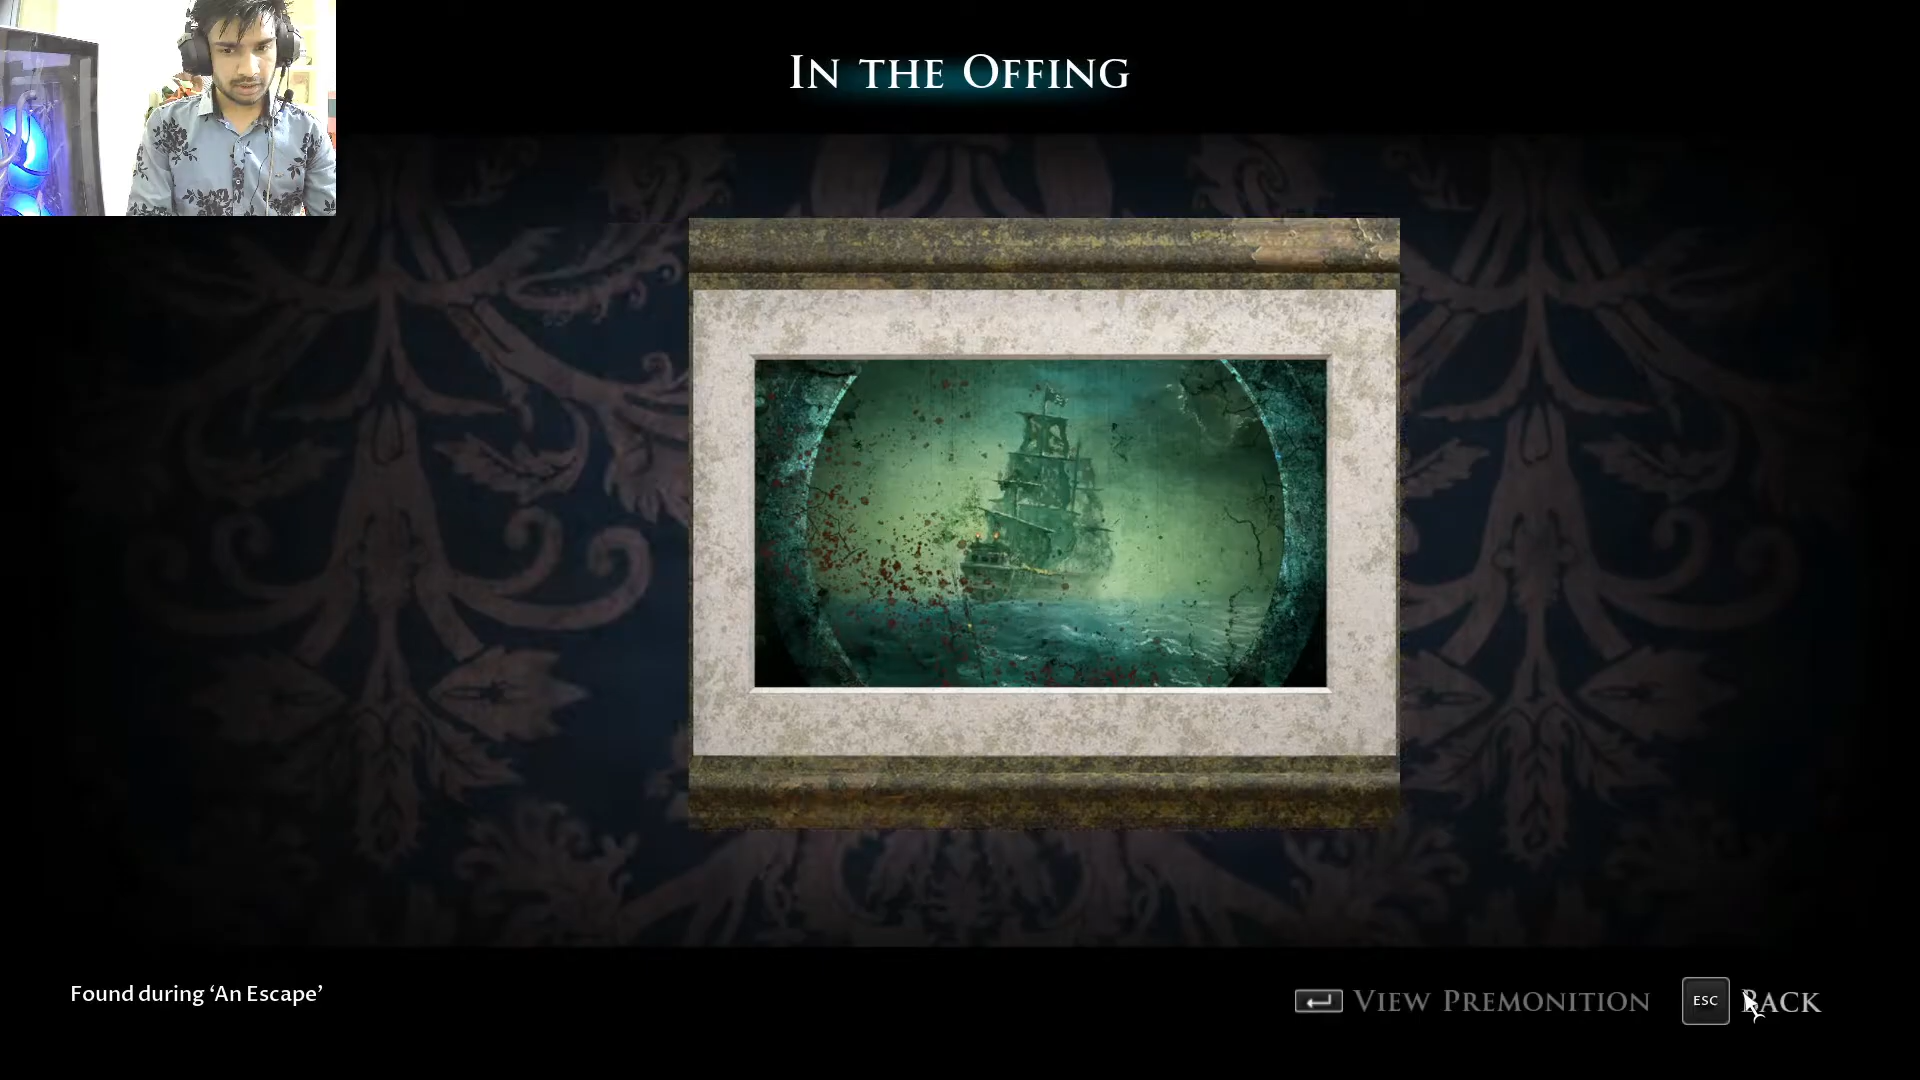 In the Offing
Found during ‘An Escape’
View Premonition
ESC Back